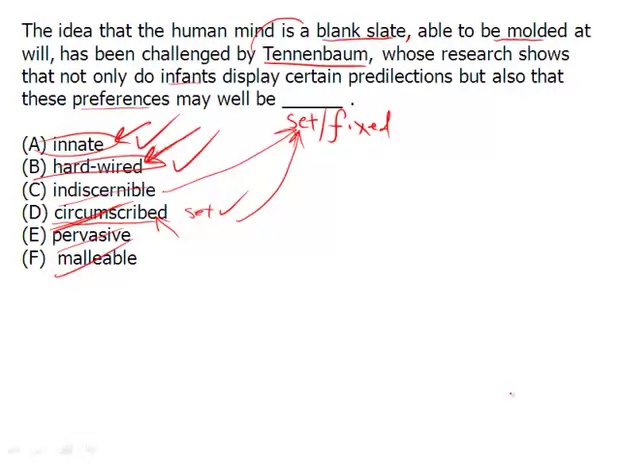 The idea that the human mind is a blank slate, able to be molded at
will, has been challenged by Tennenbaum, whose research shows
that not only do infants display certain predilections but also that
these preferences may well be ______ .
set/fixed
(A) innate
(B) hard-wired
(C) indiscernible
(D) circumscribed set
(E) pervasive
(F) malleable